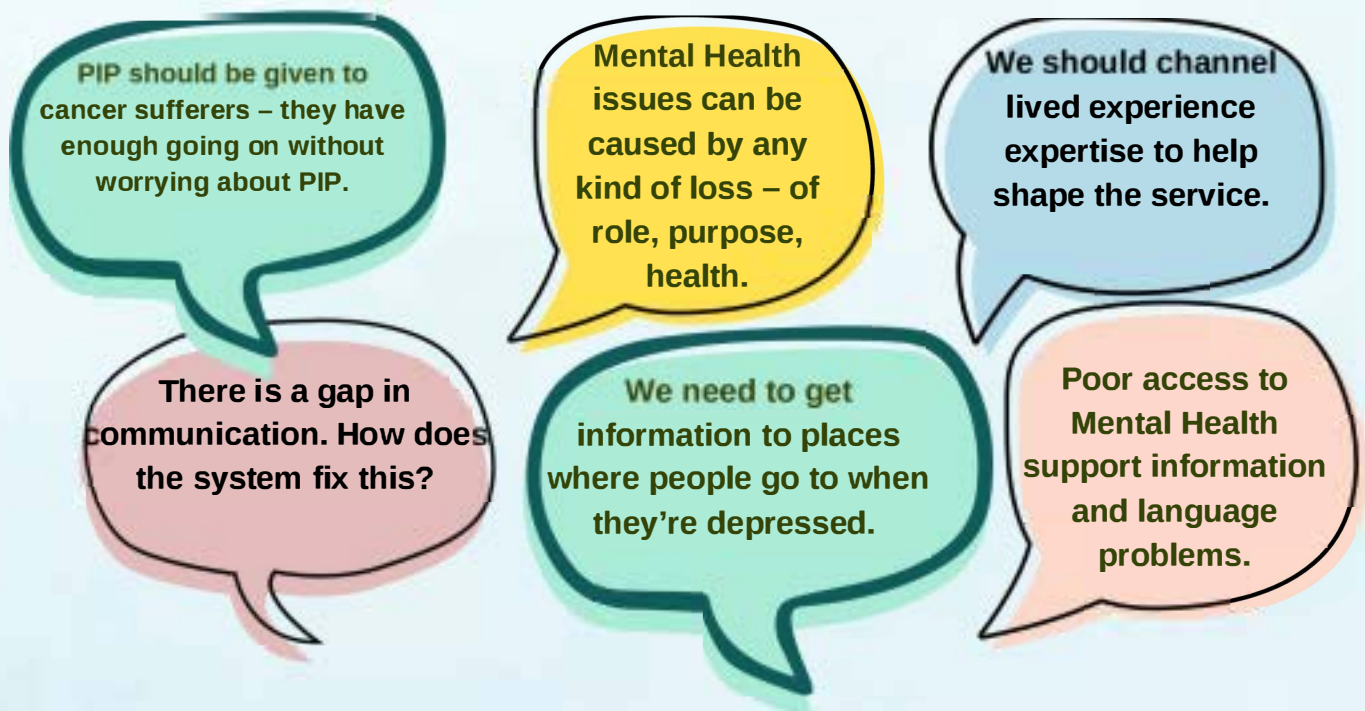 PIP should be given to
cancer sufferers – they have
enough going on without
worrying about PIP.
Mental Health
issues can be
caused by any
kind of loss – of
role, purpose,
health.
We should channel
lived experience
expertise to help
shape the service.
There is a gap in
communication. How does
the system fix this?
We need to get
information to places
where people go to when
they’re depressed.
Poor access to
Mental Health
support information
and language
problems.